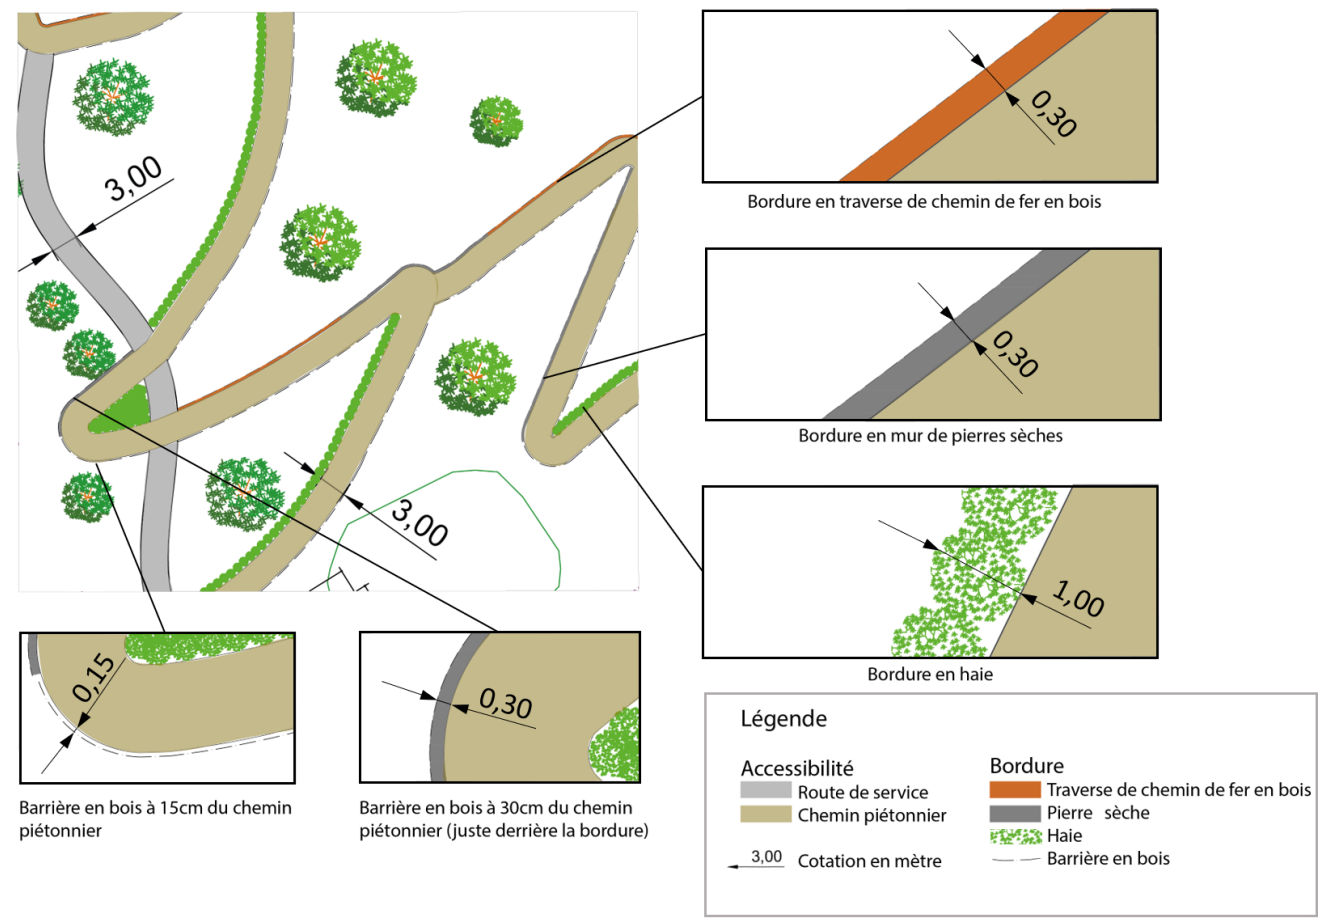 3,00
3,00
0,30
Bordure en traverse de chemin de fer en bois
0,30
Bordure en mur de pierres sèches
1,00
Bordure en haie
0,15
Barrière en bois à 15cm du chemin
piétonnier
0,30
Barrière en bois à 30cm du chemin
piétonnier (juste derrière la bordure)
Légende
Accessibilité
Route de service
Chemin piétonnier
3,00 Cotation en mètre
Bordure
Traverse de chemin de fer en bois
Pierre sèche
Haie
Barrière en bois